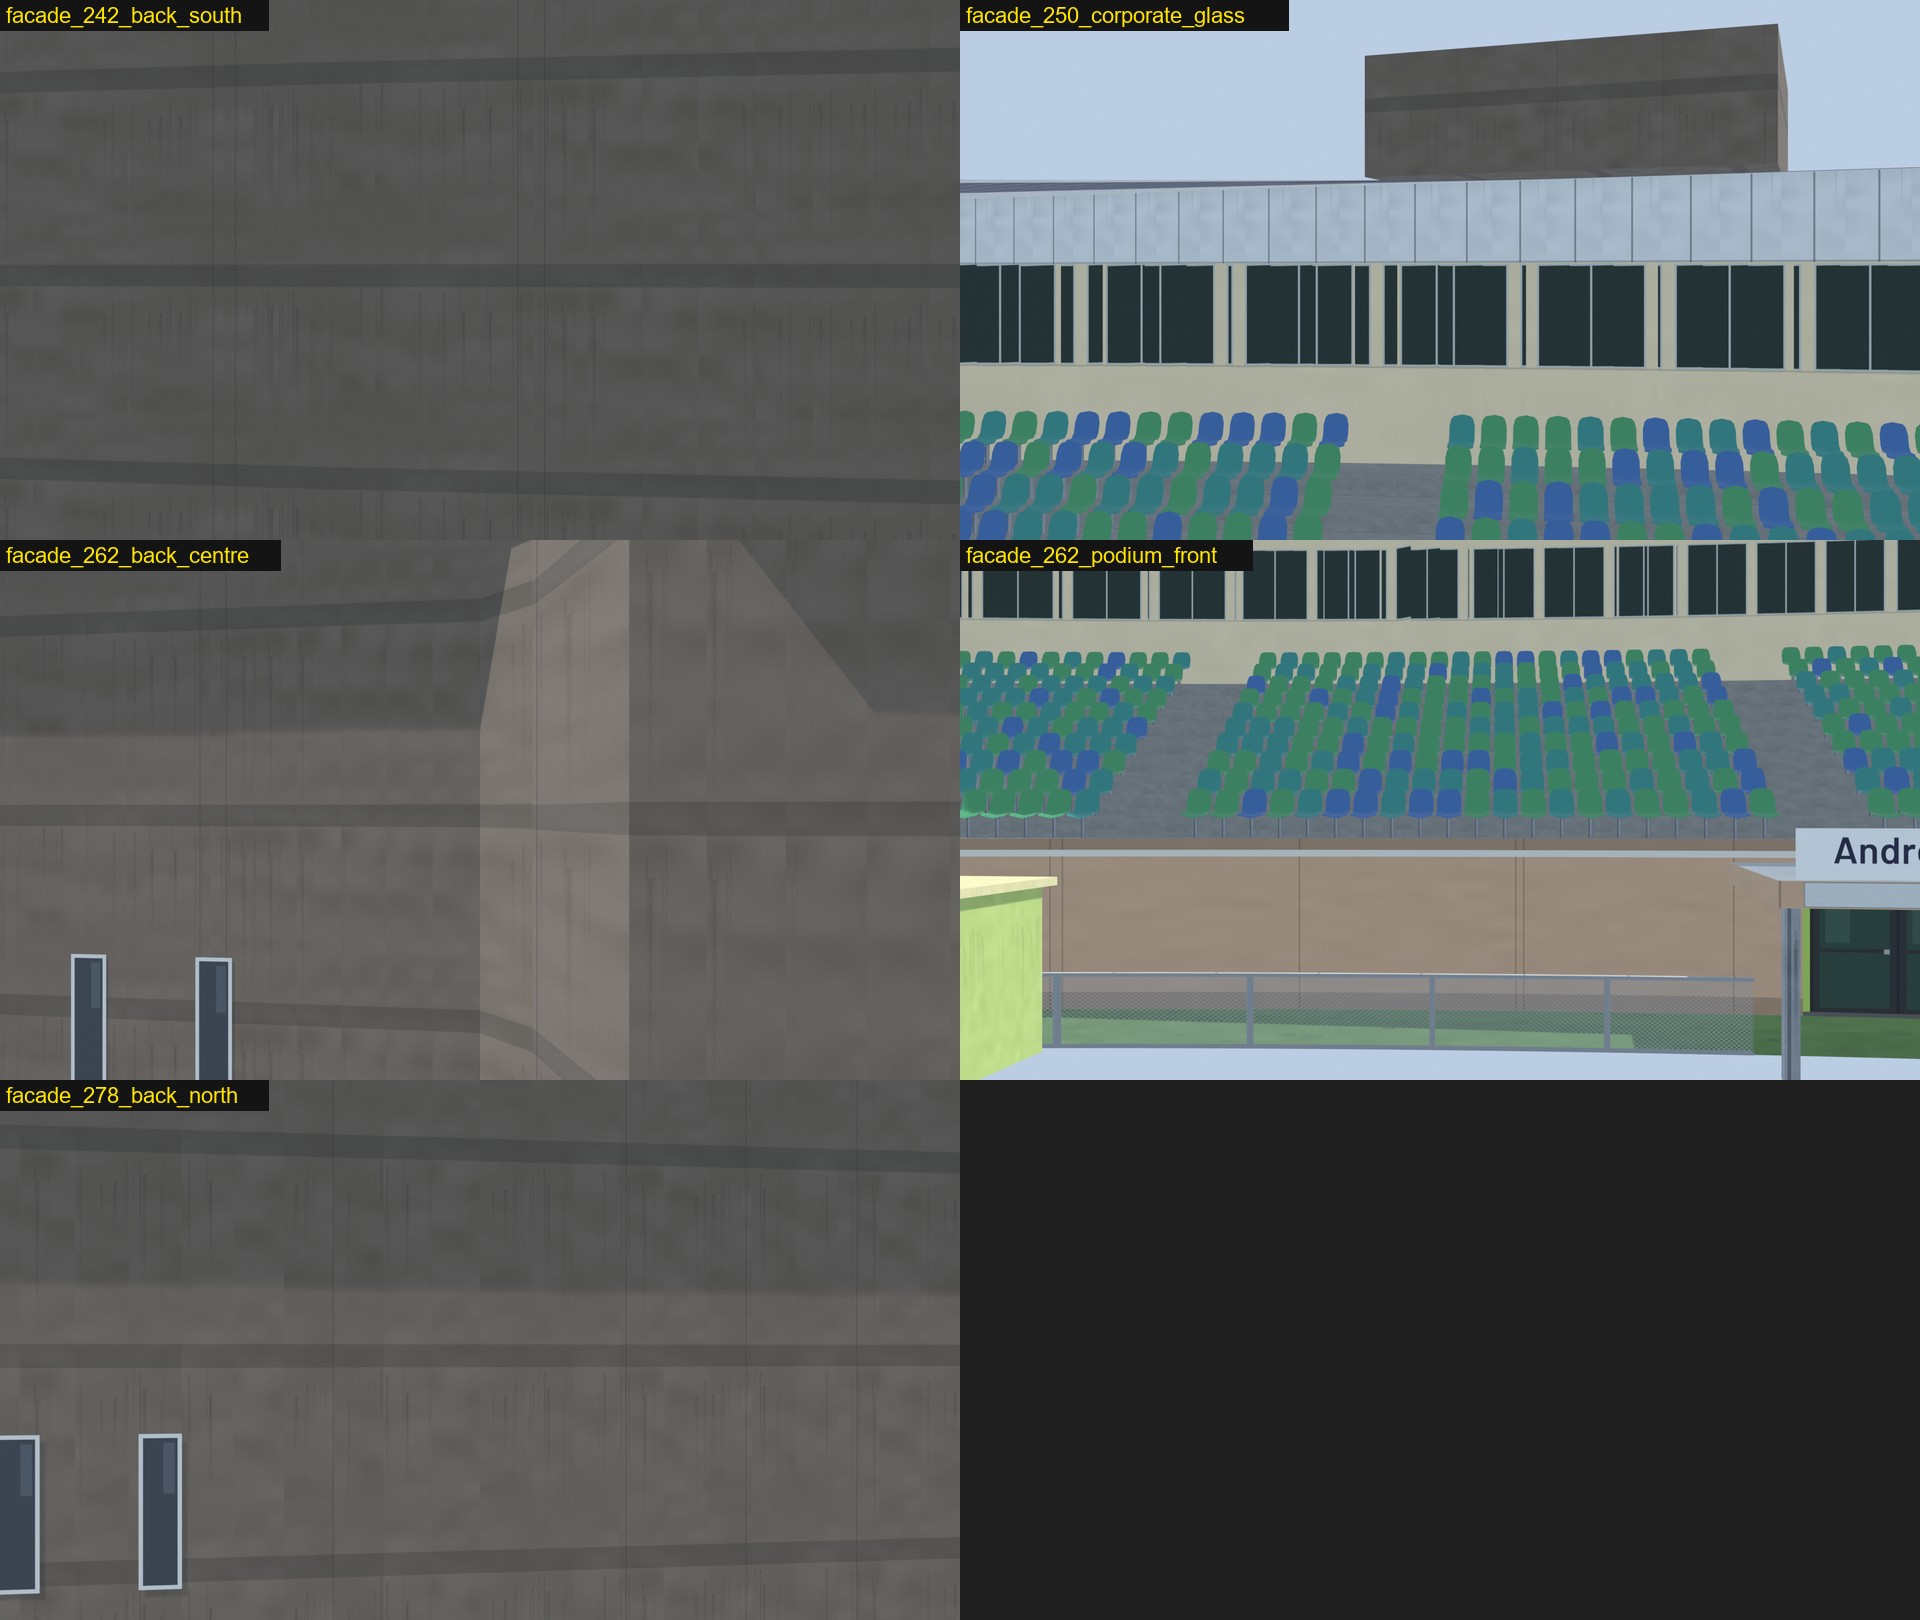 facade_242_back_south
facade_250_corporate_glass
facade_262_back_centre
facade_262_podium_front
Andr
facade_278_back_north